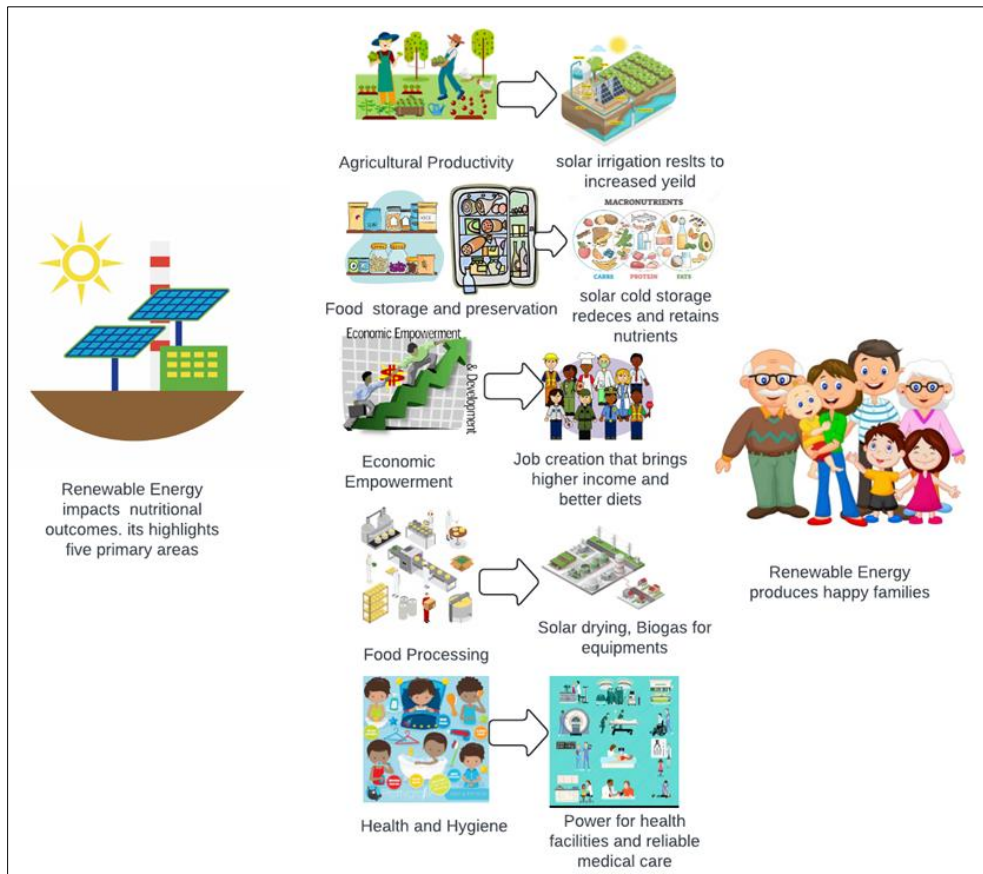 Agricultural Productivity
solar irrigation reslts to
increased yeild
MACRONUTRIENTS
CARBS
PROTEIN
FATS
Food storage and preservation
solar cold storage
redeces and retains
nutrients
Economic Empowerment
& Development
Economic
Empowerment
Job creation that brings
higher income and
better diets
Renewable Energy
impacts nutritional
outcomes. its highlights
five primary areas
Renewable Energy
produces happy families
Food Processing
Solar drying, Biogas for
equipments
Health and Hygiene
Power for health
facilities and reliable
medical care